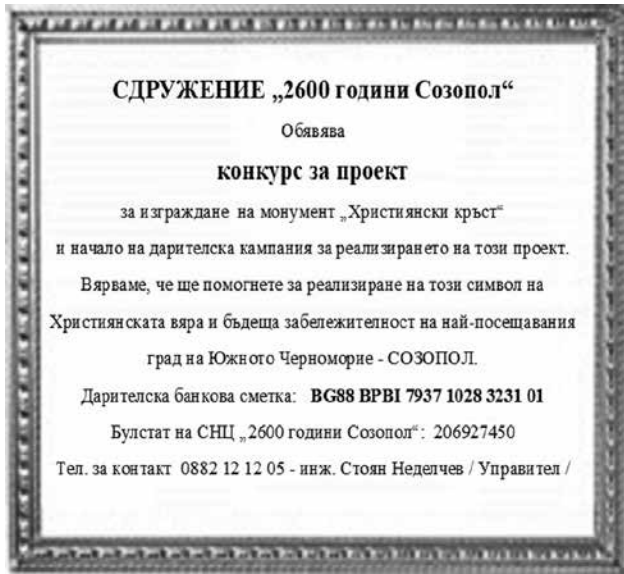 СДРУЖЕНИЕ „2600 години Созопол“
Обявява
конкурс за проект
за изграждане на монумент „Християнски кръст“
и начало на дарителска кампания за реализирането на този проект.
Вярваме, че ще помогнете за реализиране на този символ на
Християнската вяра и бъдеща забележителност на най-посещавания
град на Южното Черноморие - СОЗОПОЛ.
Дарителска банкова сметка: BG88 BPBI 7937 1028 3231 01
Булстат на СНЦ „2600 години Созопол“: 206927450
Тел. за контакт 0882 12 12 05 - инж. Стоян Неделчев / Управител /